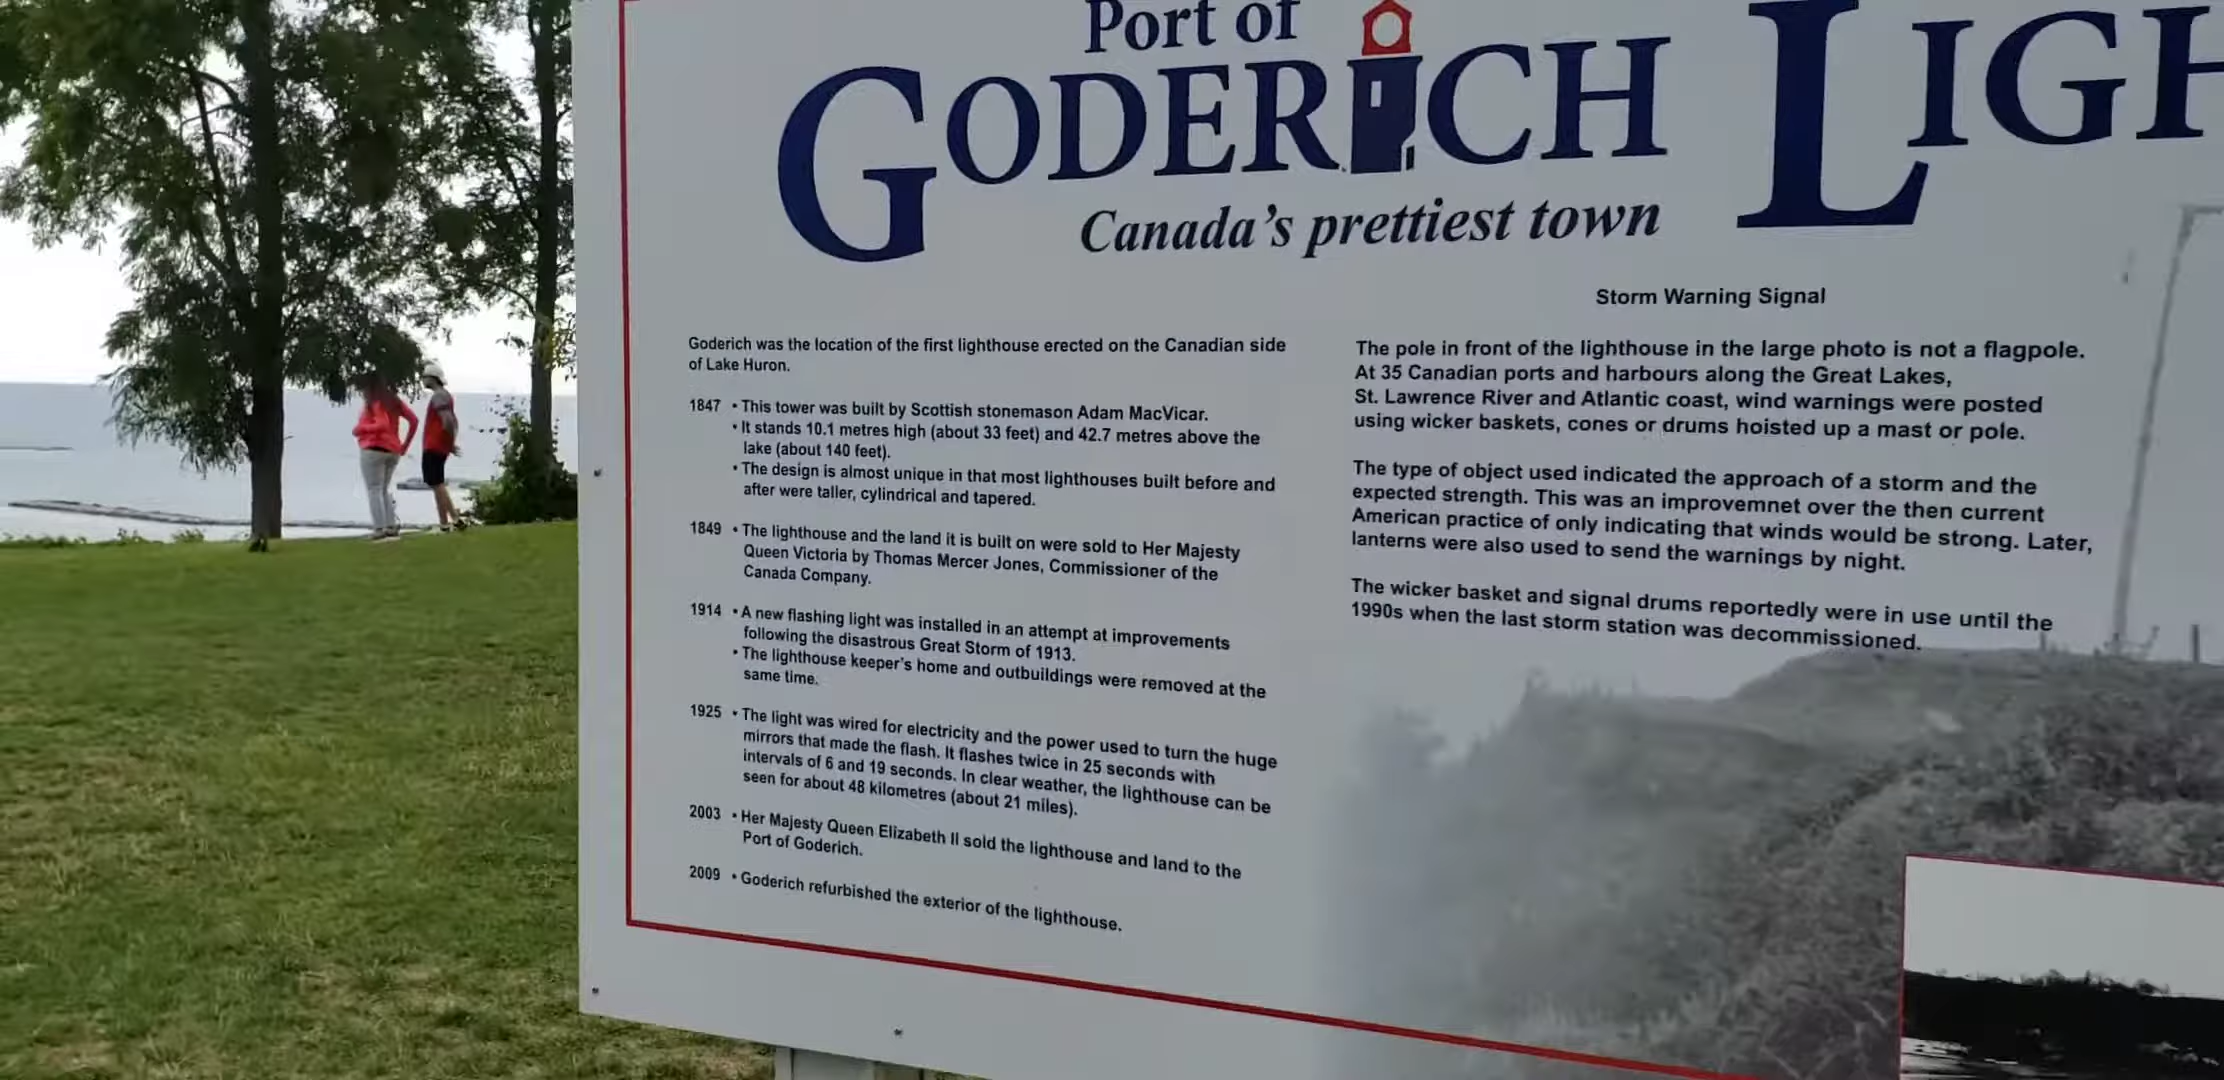 Port of
GODERICH LIGH
Canada's prettiest town
Goderich was the location of the first lighthouse erected on the Canadian side
of Lake Huron.
1847 • This tower was built by Scottish stonemason Adam MacVicar.
• It stands 10.1 metres high (about 33 feet) and 42.7 metres above the
lake (about 140 feet).
• The design is almost unique in that most lighthouses built before and
after were taller, cylindrical and tapered.
1849 • The lighthouse and the land it is built on were sold to Her Majesty
Queen Victoria by Thomas Mercer Jones, Commissioner of the
Canada Company.
1914 • A new flashing light was installed in an attempt at improvements
following the disastrous Great Storm of 1913.
• The lighthouse keeper's home and outbuildings were removed at the
same time.
1925 • The light was wired for electricity and the power used to turn the huge
mirrors that made the flash. It flashes twice in 25 seconds with
intervals of 6 and 19 seconds. In clear weather, the lighthouse can be
seen for about 48 kilometres (about 21 miles).
2003 • Her Majesty Queen Elizabeth II sold the lighthouse and land to the
Port of Goderich.
2009 • Goderich refurbished the exterior of the lighthouse.
Storm Warning Signal
The pole in front of the lighthouse in the large photo is not a flagpole.
At 35 Canadian ports and harbours along the Great Lakes,
St. Lawrence River and Atlantic coast, wind warnings were posted
using wicker baskets, cones or drums hoisted up a mast or pole.
The type of object used indicated the approach of a storm and the
expected strength. This was an improvemnet over the then current
American practice of only indicating that winds would be strong. Later,
lanterns were also used to send the warnings by night.
The wicker basket and signal drums reportedly were in use until the
1990s when the last storm station was decommissioned.